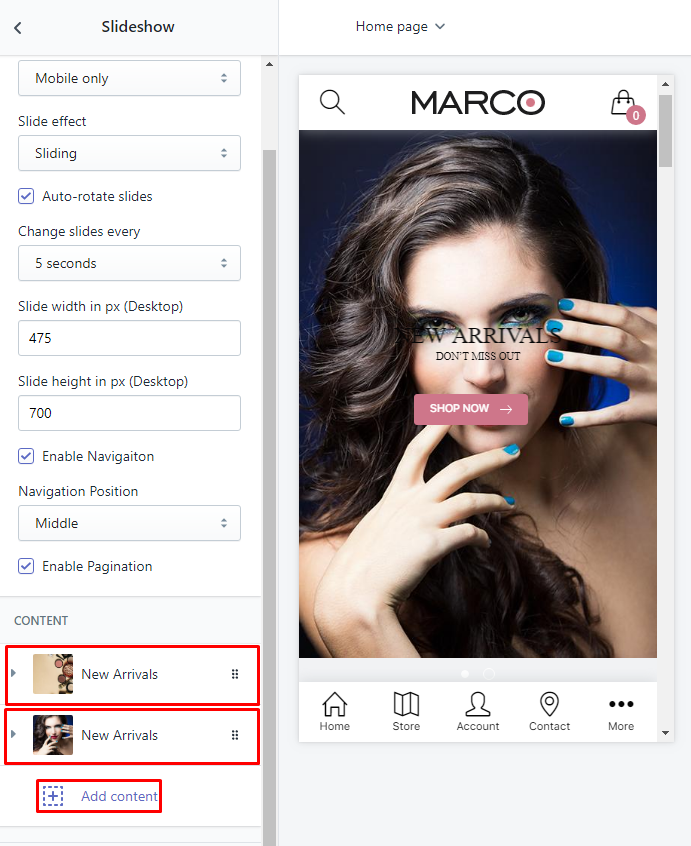 Slideshow
Home page
Mobile only
Slide effect
Sliding
Auto-rotate slides
Change slides every
5 seconds
Slide width in px (Desktop)
475
Slide height in px (Desktop)
700
Enable Navigaiton
Navigation Position
Middle
Enable Pagination
CONTENT
New Arrivals
New Arrivals
Add content
MARCO
0
NEW ARRIVALS
DON'T MISS OUT
SHOP NOW
Home
Store
Account
Contact
More